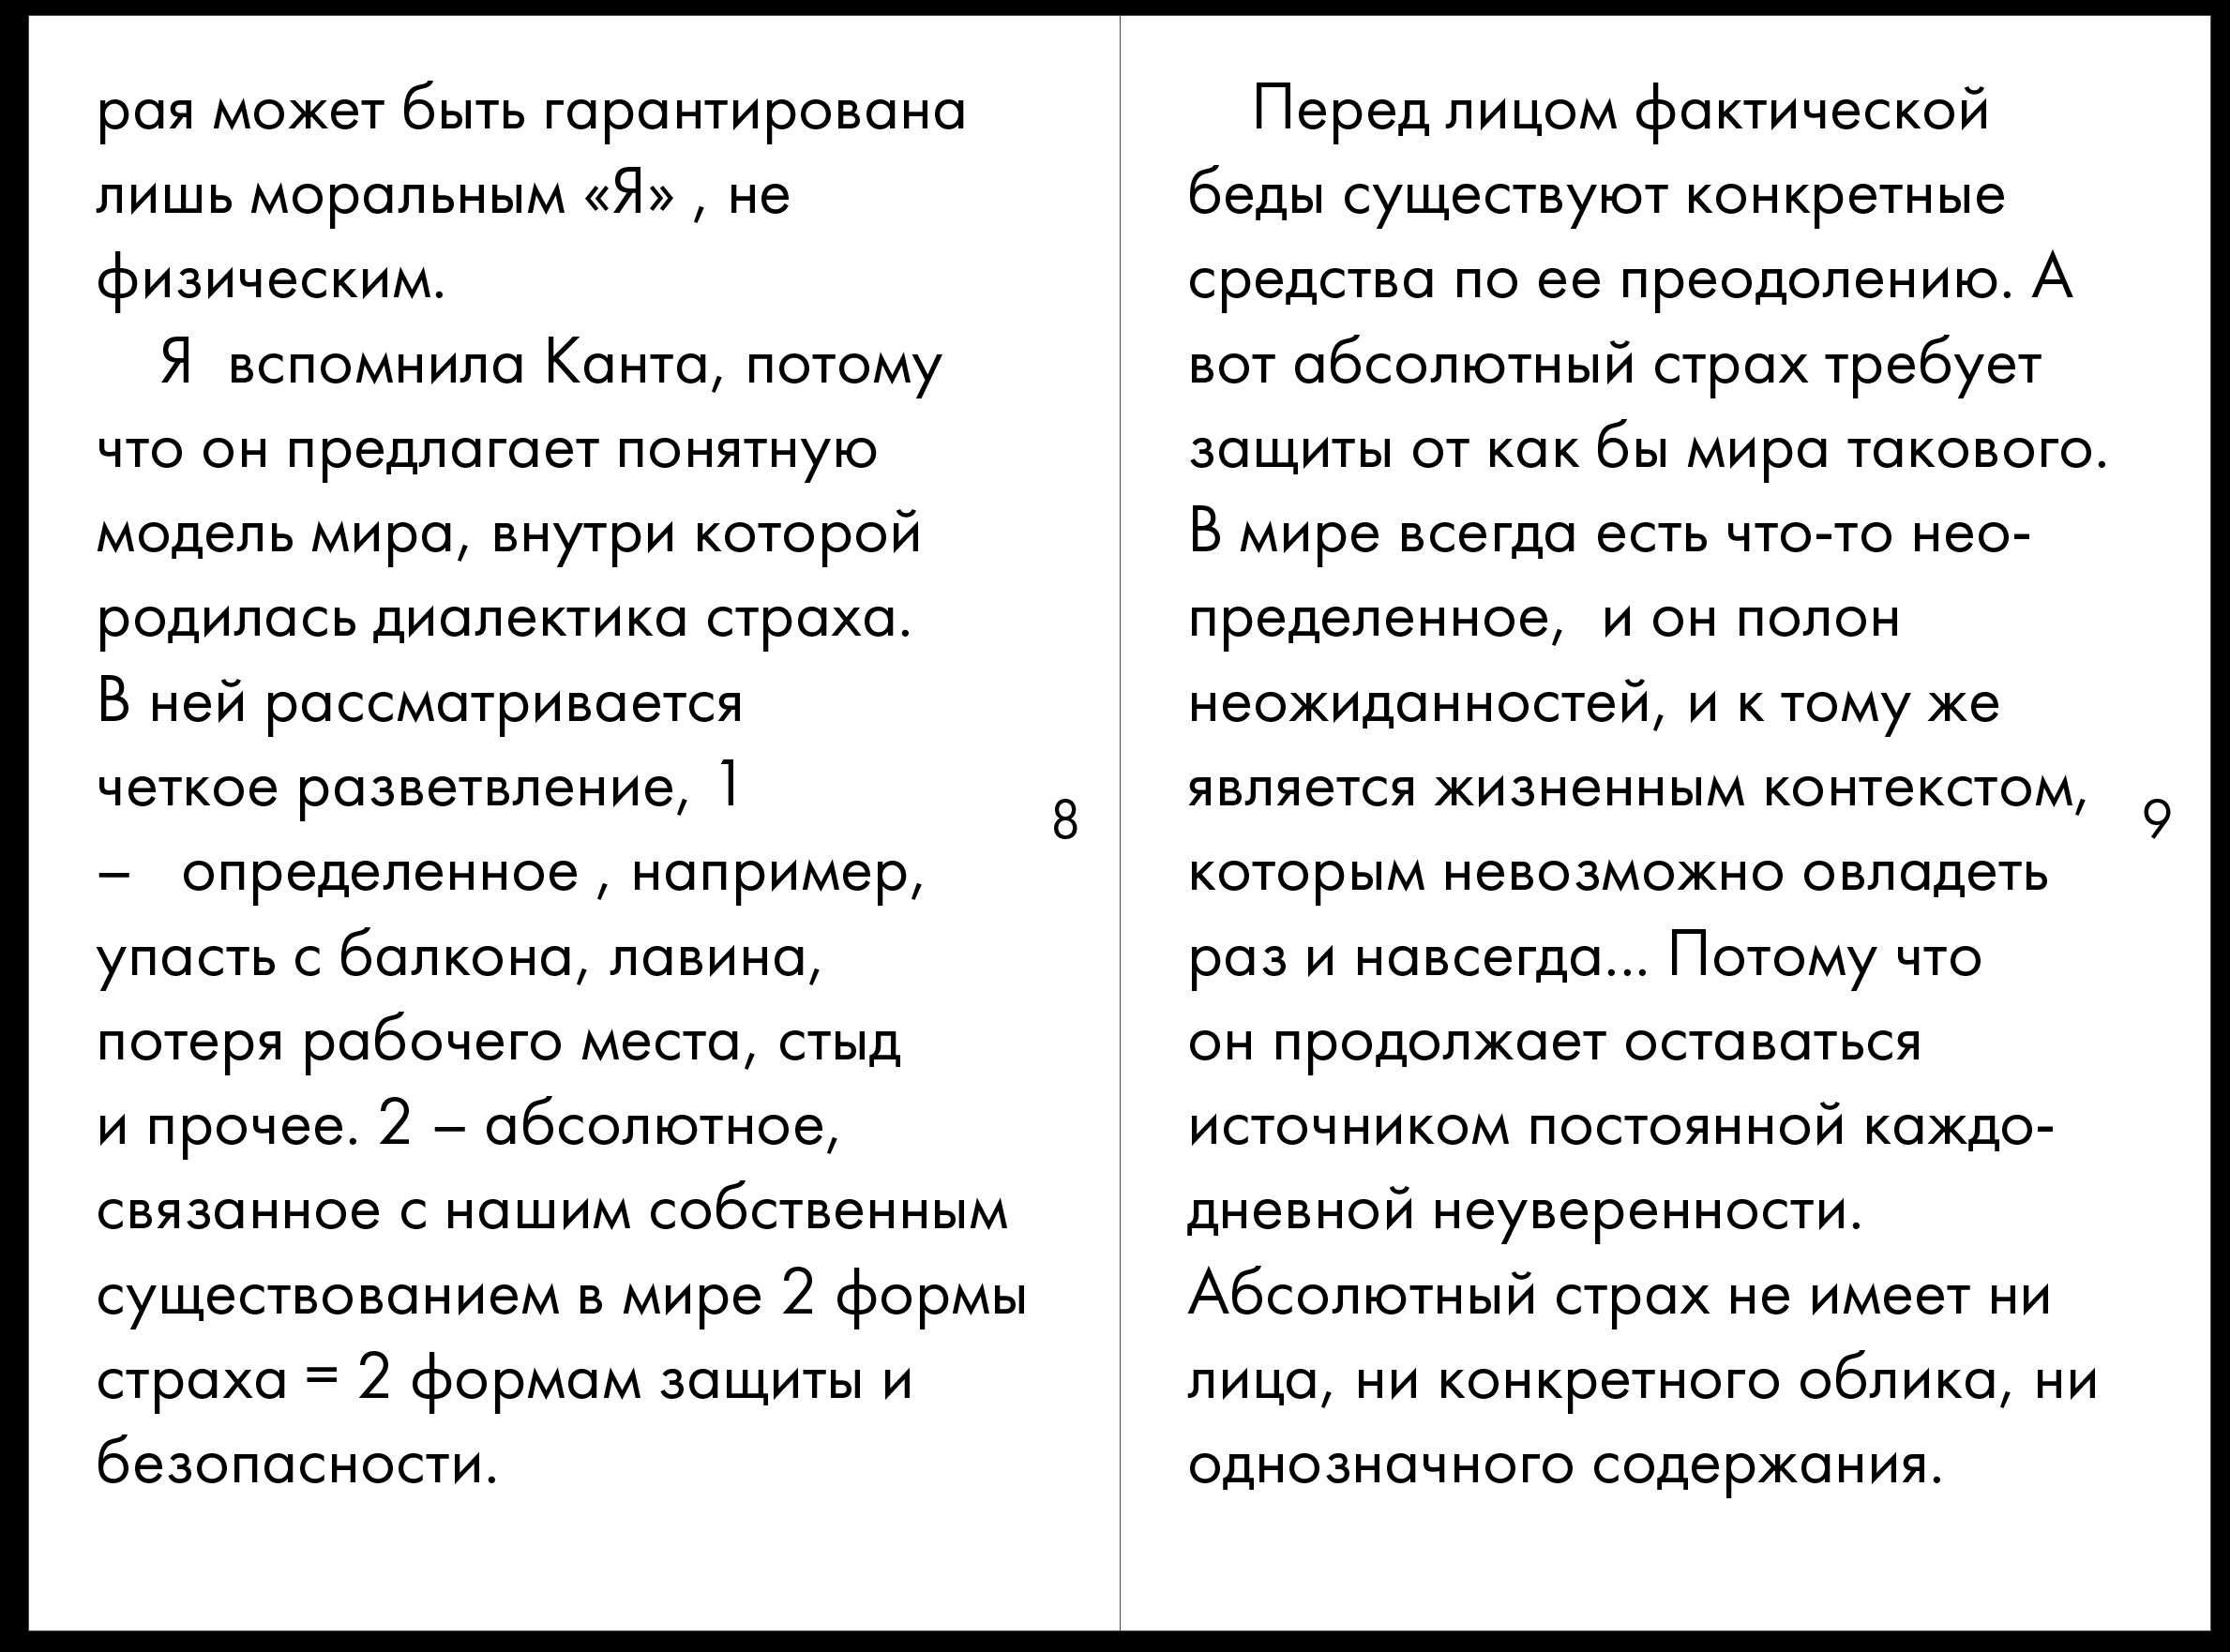 рая может быть гарантирована
лишь моральным «Я» , не
физическим.
Я  вспомнила Канта, потому
что он предлагает понятную
модель мира, внутри которой
родилась диалектика страха.
В ней рассматривается
четкое разветвление, 1
–   определенное , например,
упасть с балкона, лавина,
потеря рабочего места, стыд
и прочее. 2 – абсолютное,
связанное с нашим собственным
существованием в мире 2 формы
страха = 2 формам защиты и
безопасности.
8
Перед лицом фактической
беды существуют конкретные
средства по ее преодолению. А
вот абсолютный страх требует
защиты от как бы мира такового.
В мире всегда есть что-то нео-
пределенное,  и он полон
неожиданностей, и к тому же
является жизненным контекстом,
которым невозможно овладеть
раз и навсегда... Потому что
он продолжает оставаться
источником постоянной каждо-
дневной неуверенности.
Абсолютный страх не имеет ни
лица, ни конкретного облика, ни
однозначного содержания.
9